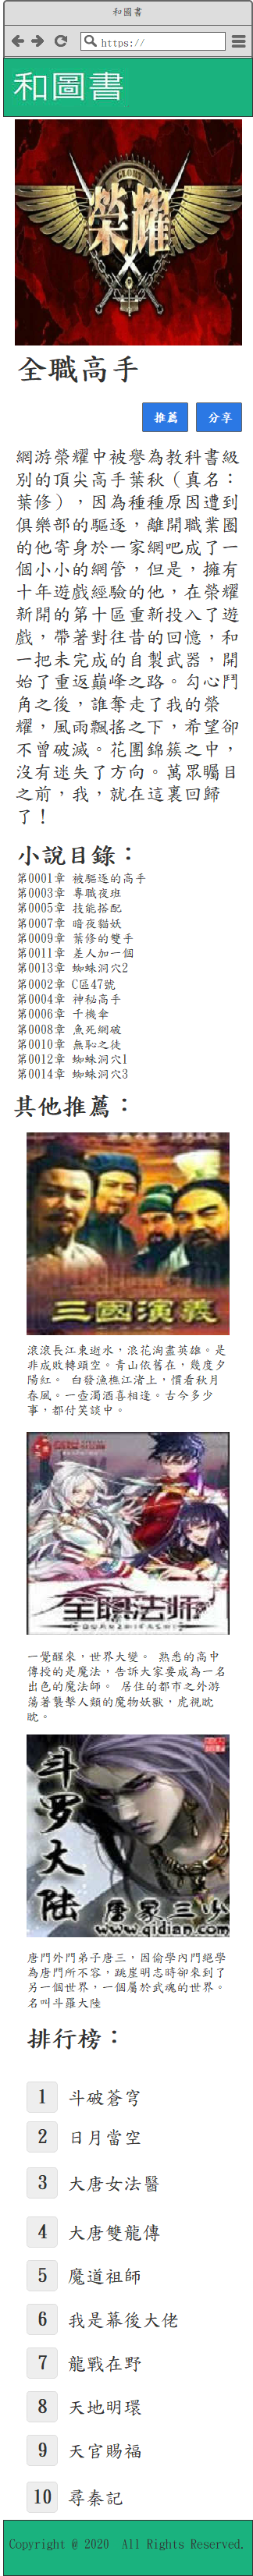 和圖書
https://
和圖書
GLORY
榮耀
全職高手
推薦
分享
網游榮耀中被譽為教科書級
別的頂尖高手葉秋（真名：
葉修），因為種種原因遭到
俱樂部的驅逐，離開職業圈
的他寄身於一家網吧成了一
個小小的網管，但是，擁有
十年遊戲經驗的他，在榮耀
新開的第十區重新投入了遊
戲，帶著對往昔的回憶，和
一把未完成的自製武器，開
始了重返巔峰之路。勾心鬥
角之後，誰奪走了我的榮
耀，風雨飄搖之下，希望卻
不曾破滅。花團錦簇之中，
沒有迷失了方向。萬眾矚目
之前，我，就在這裏回歸
了！
小說目錄：
第0001章 被驅逐的高手
第0003章 專職夜班
第0005章 技能搭配
第0007章 暗夜貓妖
第0009章 葉修的雙手
第0011章 差人加一個
第0013章 蜘蛛洞穴2
第0002章 C區47號
第0004章 神秘高手
第0006章 千機傘
第0008章 魚死網破
第0010章 無恥之徒
第0012章 蜘蛛洞穴1
第0014章 蜘蛛洞穴3
其他推薦：
三國演義
滾滾長江東逝水，浪花淘盡英雄。是
非成敗轉頭空。青山依舊在，幾度夕
陽紅。 白發漁樵江渚上，慣看秋月
春風。一壺濁酒喜相逢。古今多少
事，都付笑談中。
全职法师
QUANZHIFASHI
一覺醒來，世界大變。 熟悉的高中
傳授的是魔法，告訴大家要成為一名
出色的魔法師。 居住的都市之外游
蕩著襲擊人類的魔物妖獸，虎視眈
眈。
斗罗大陆
唐家三少
www.qidian.com
唐門外門弟子唐三，因偷學內門絕學
為唐門所不容，跳崖明志時卻來到了
另一個世界，一個屬於武魂的世界。
名叫斗羅大陸
排行榜：
1 斗破蒼穹
2 日月當空
3 大唐女法醫
4 大唐雙龍傳
5 魔道祖師
6 我是幕後大佬
7 龍戰在野
8 天地明環
9 天官賜福
10 尋秦記
Copyright @ 2020 All Rights Reserved.